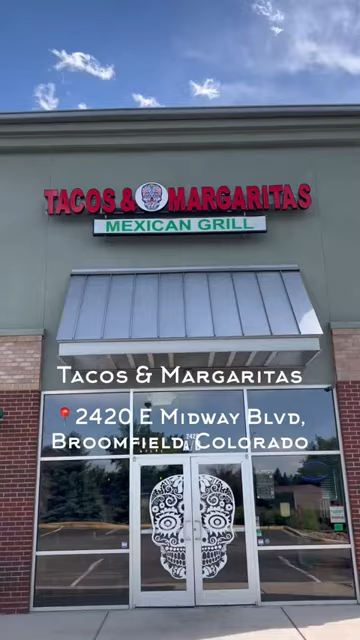 TACOS & MARGARITAS
MEXICAN GRILL
Tacos & Margaritas
2420 E Midway Blvd,
Broomfield, Colorado